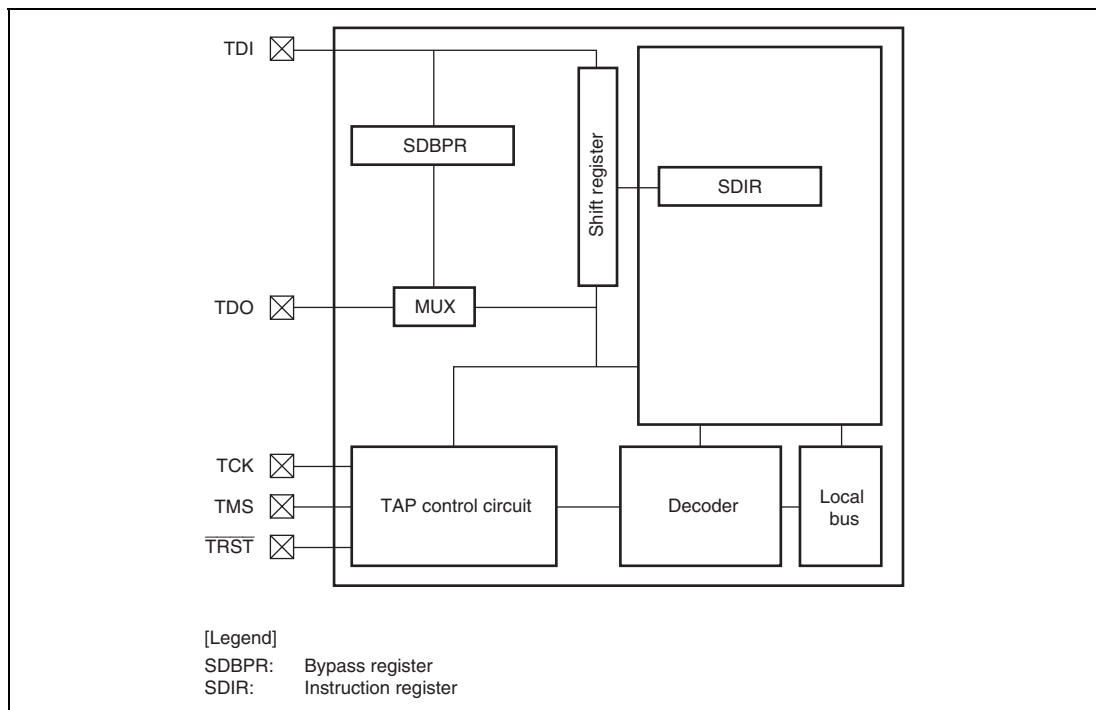 TDI
SDBPR
Shift register
SDIR
TDO
MUX
TCK
TMS
TRST
TAP control circuit
Decoder
Local
bus
[Legend]
SDBPR: Bypass register
SDIR: Instruction register